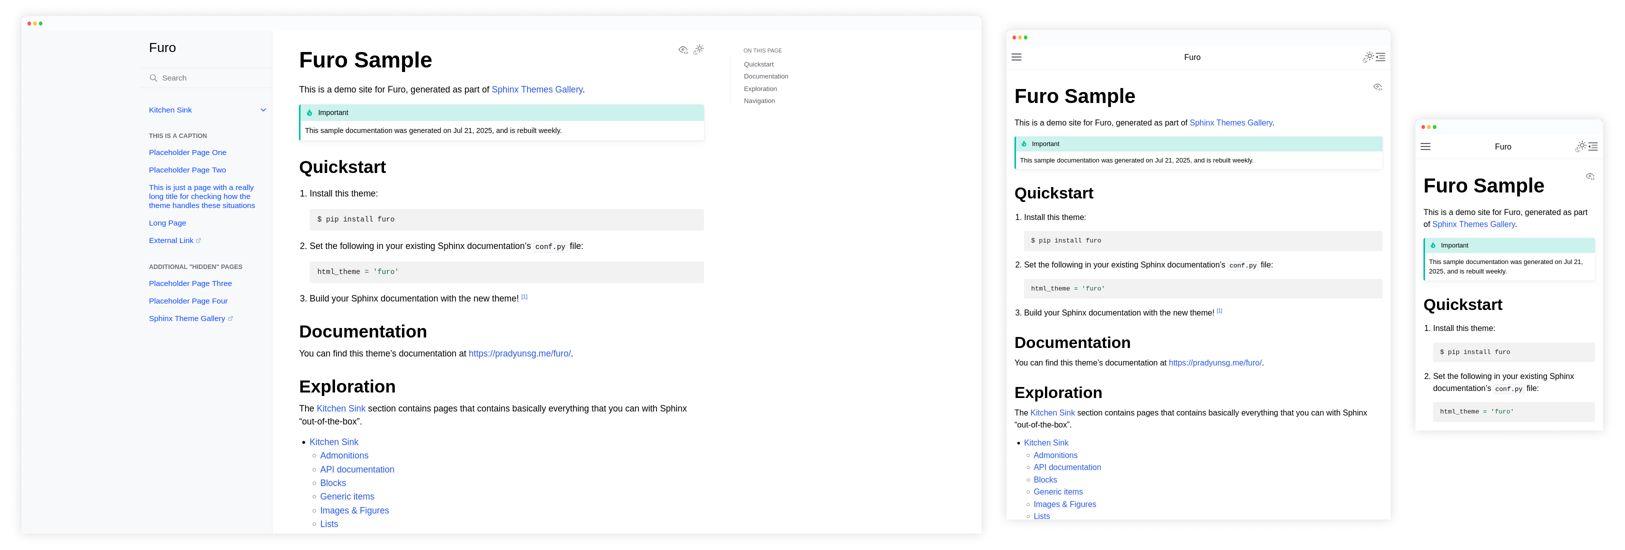 Furo
Search
Kitchen Sink
THIS IS A CAPTION
Placeholder Page One
Placeholder Page Two
This is just a page with a really
long title for checking how the
theme handles these situations
Long Page
External Link
ADDITIONAL "HIDDEN" PAGES
Placeholder Page Three
Placeholder Page Four
Sphinx Theme Gallery
Furo Sample
This is a demo site for Furo, generated as part of Sphinx Themes Gallery.
Important
This sample documentation was generated on Jul 21, 2025, and is rebuilt weekly.
Quickstart
1. Install this theme:
$ pip install furo
2. Set the following in your existing Sphinx documentation’s conf.py file:
html_theme = 'furo'
3. Build your Sphinx documentation with the new theme! [1]
Documentation
You can find this theme’s documentation at https://pradyunsg.me/furo/.
Exploration
The Kitchen Sink section contains pages that contains basically everything that you can with Sphinx
“out-of-the-box”.
Kitchen Sink
Admonitions
API documentation
Blocks
Generic items
Images & Figures
Lists
ON THIS PAGE
Quickstart
Documentation
Exploration
Navigation
Furo
Furo Sample
This is a demo site for Furo, generated as part of Sphinx Themes Gallery.
Important
This sample documentation was generated on Jul 21, 2025, and is rebuilt weekly.
Quickstart
1. Install this theme:
$ pip install furo
2. Set the following in your existing Sphinx documentation’s conf.py file:
html_theme = 'furo'
3. Build your Sphinx documentation with the new theme! [1]
Documentation
You can find this theme’s documentation at https://pradyunsg.me/furo/.
Exploration
The Kitchen Sink section contains pages that contains basically everything that you can with Sphinx
“out-of-the-box”.
Kitchen Sink
Admonitions
API documentation
Blocks
Generic items
Images & Figures
Lists
Furo
Furo Sample
This is a demo site for Furo, generated as part
of Sphinx Themes Gallery.
Important
This sample documentation was generated on Jul 21,
2025, and is rebuilt weekly.
Quickstart
1. Install this theme:
$ pip install furo
2. Set the following in your existing Sphinx
documentation’s conf.py file:
html_theme = 'furo'